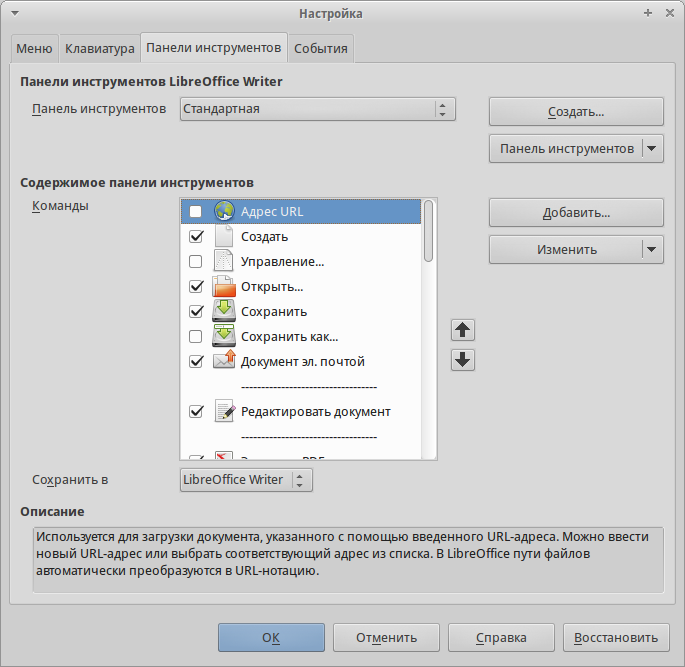 Настройка
Меню Клавиатура Панели инструментов События
Панели инструментов LibreOffice Writer
Панель инструментов Стандартная Создать...
Панель инструментов
Содержимое панели инструментов
Команды Адрес URL Добавить...
Создать
Управление... Изменить
Открыть...
Сохранить
Сохранить как...
Документ эл. почтой
----------------------------------
Редактировать документ
----------------------------------
Сохранить в LibreOffice Writer
Описание
Используется для загрузки документа, указанного с помощью введенного URL-адреса. Можно ввести
новый URL-адрес или выбрать соответствующий адрес из списка. В LibreOffice пути файлов
автоматически преобразуются в URL-нотацию.
OK Отменить Справка Восстановить